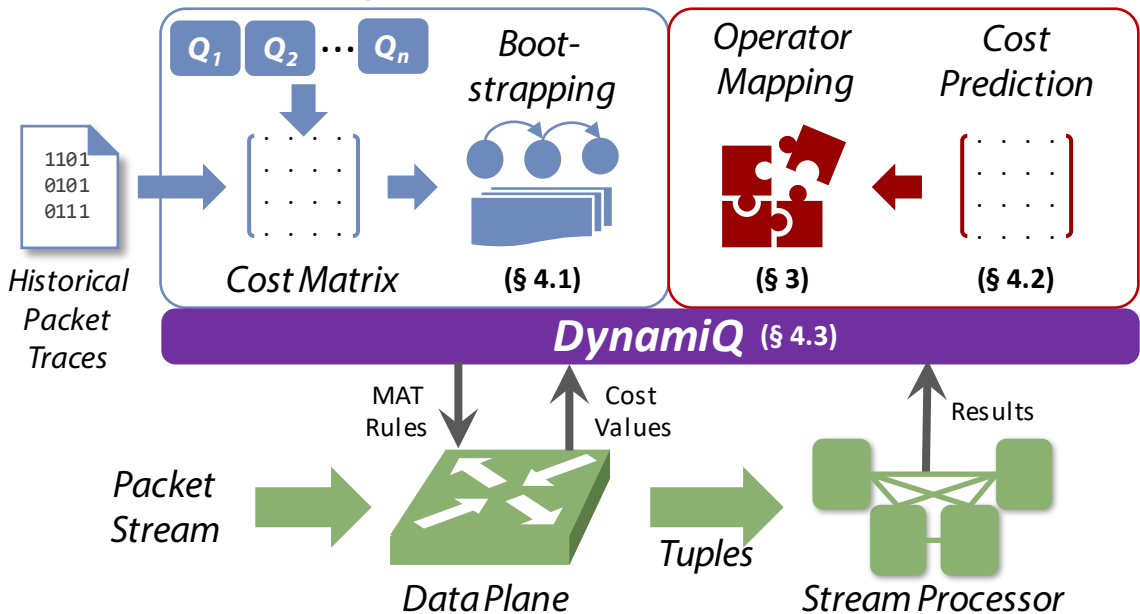 Q1 Q2 ... Qn
Boot-
strapping
Operator
Mapping
Cost
Prediction
1101
0101
0111
Historical
Packet
Traces
Cost Matrix
(§ 4.1)
(§ 3)
(§ 4.2)
DynamiQ (§ 4.3)
MAT
Rules
Cost
Values
Results
Packet
Stream
Tuples
Data Plane
Stream Processor